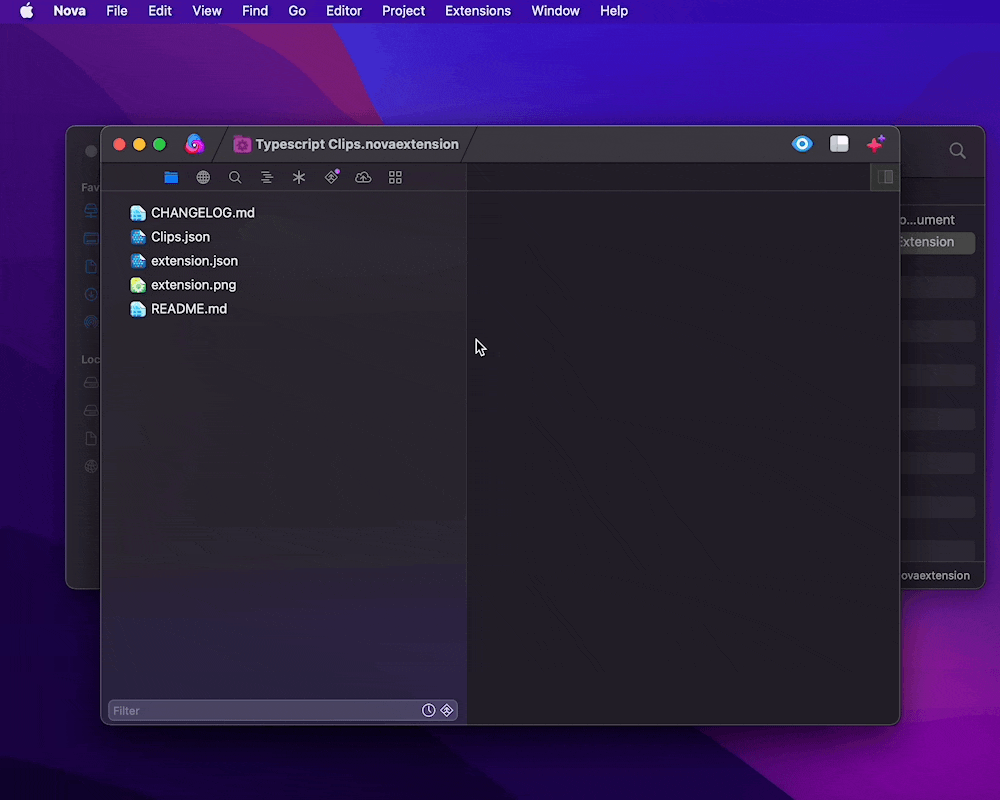 Nova File Edit View Find Go Editor Project Extensions Window Help
Typescript Clips.novaextension
Fav
o...ument
CHANGELOG.md
Clips.json
Extension
extension.json
extension.png
README.md
Loc
ovaextension
Filter